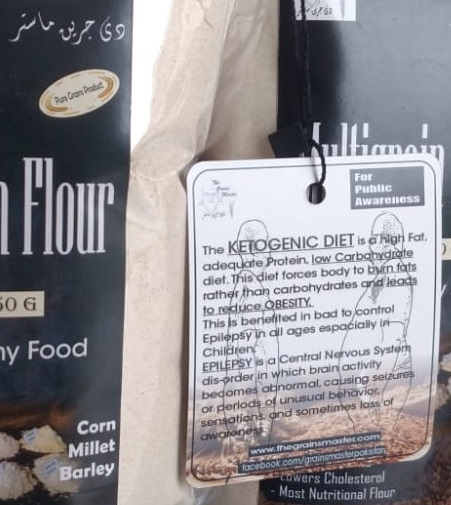 دی جرین ماسٹر
Pure Grains Product
Flour
50 G
ny Food
Corn
Millet
Barley
Multigrain
For
Public
Awareness
The KETOGENIC DIET is a high Fat,
adequate Protein, low Carbohydrate
diet. This diet forces body to burn fats
rather than carbohydrates and leads
to reduce OBESITY.
This is benefited in bad to control
Epilepsy in all ages espacially in
Children.
EPILEPSY is a Central Nervous System
dis-order in which brain activity
becomes abnormal, causing seizures
or periods of unusual behavior,
sensations, and sometimes loss of
awareness.
www.thegrainsmaster.com
facebook.com/grainsmasterpakistan
Lowers Cholesterol
- Most Nutritional Flour